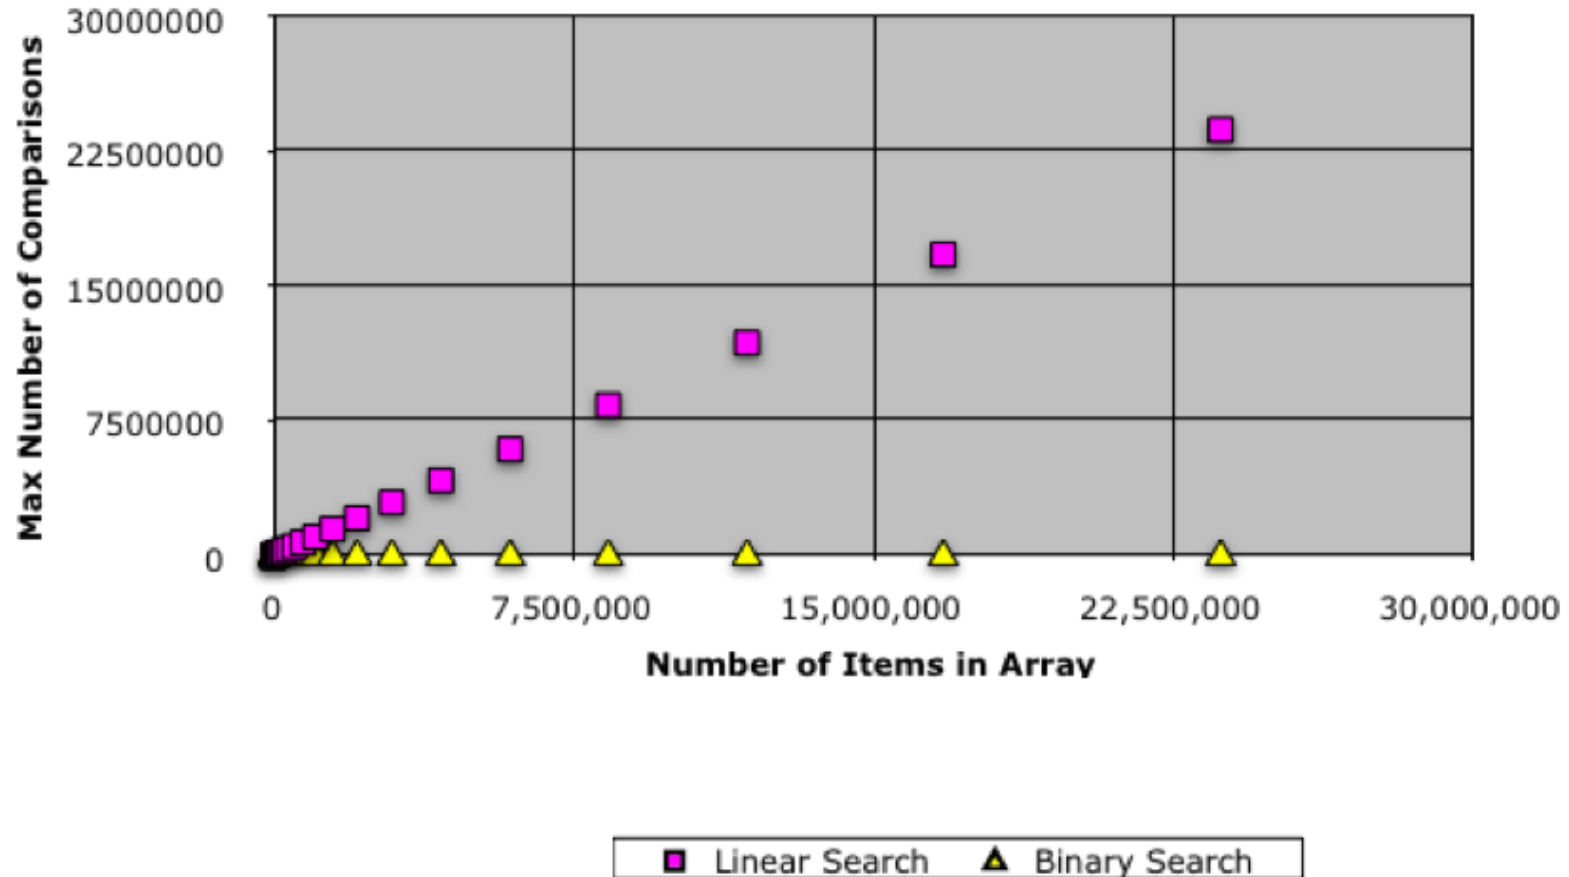 Max Number of Comparisons
30000000
22500000
15000000
7500000
0
0 7,500,000 15,000,000 22,500,000 30,000,000
Number of Items in Array
Linear Search Binary Search